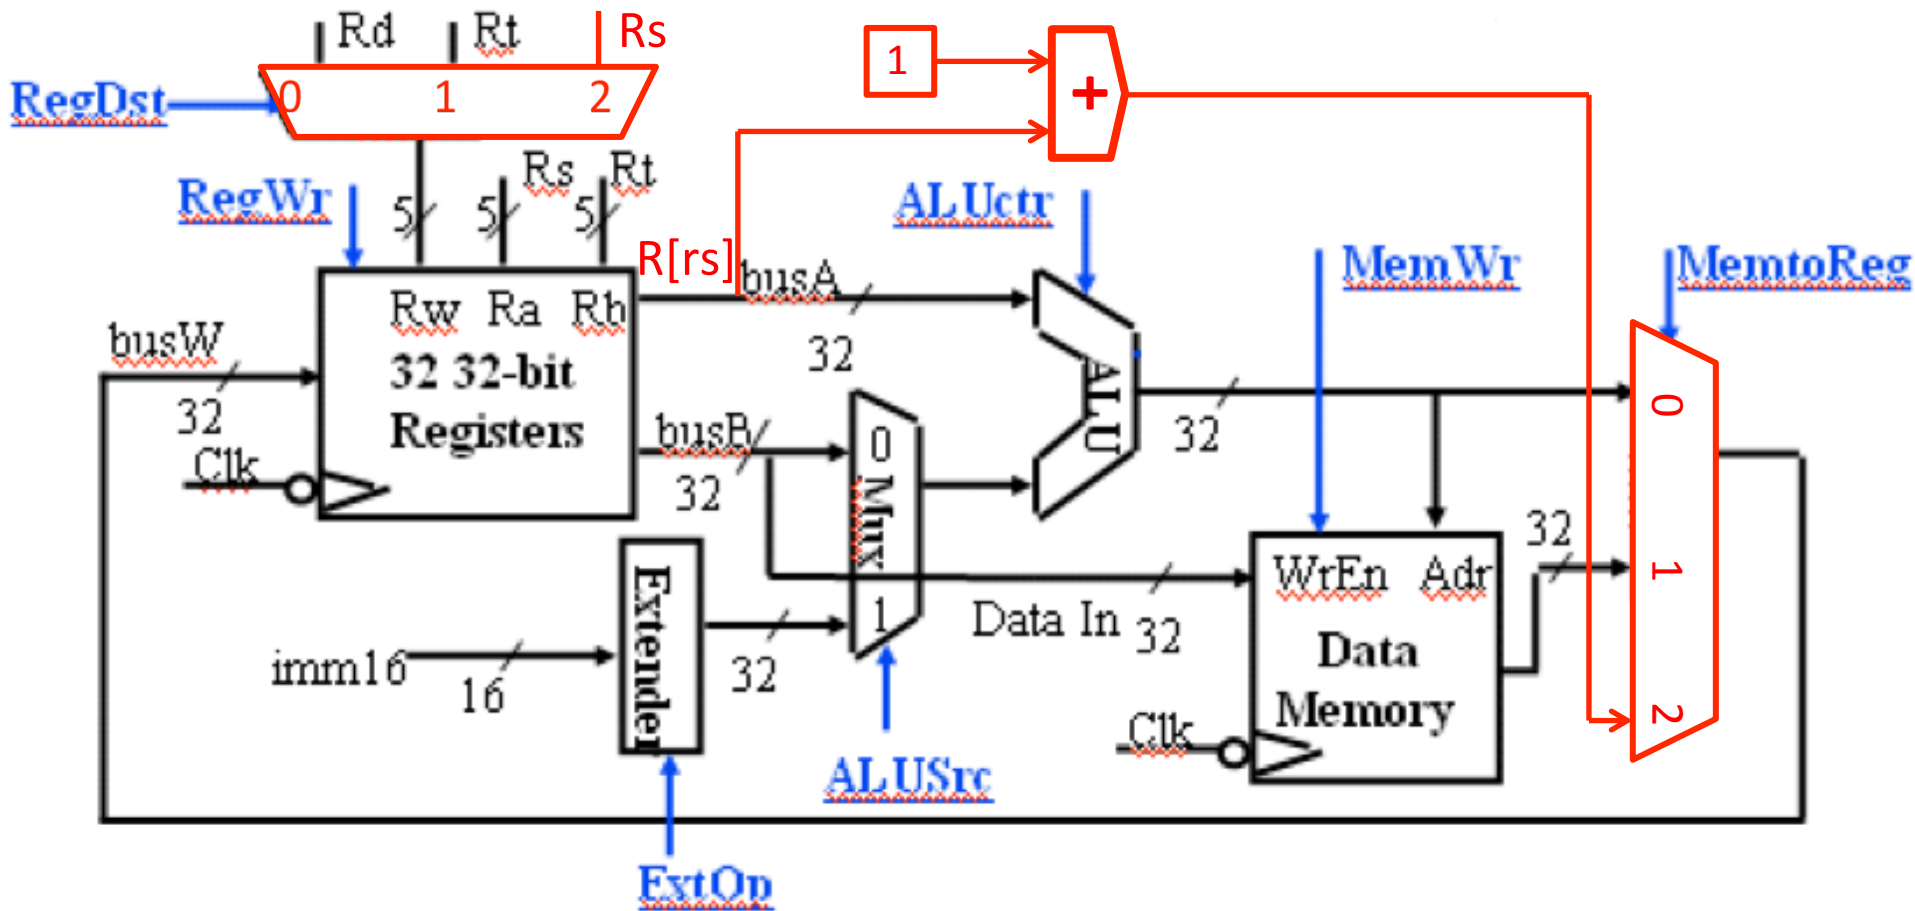 Rd Rt Rs
RegDst 0 1 2
1
+
Rs Rt
RegWr
5 5 5
ALUctr
R[rs]
busA
MemWr
MemtoReg
Rw Ra Rb
busW
32
32 32-bit
Registers
32
Clk
busB
32
ALU
32
0
Mux
1
0
1
2
32
WrEn Adr
Data In
32
Data
Memory
Clk
imm16
16
Extender
32
ALUSrc
ExtOp